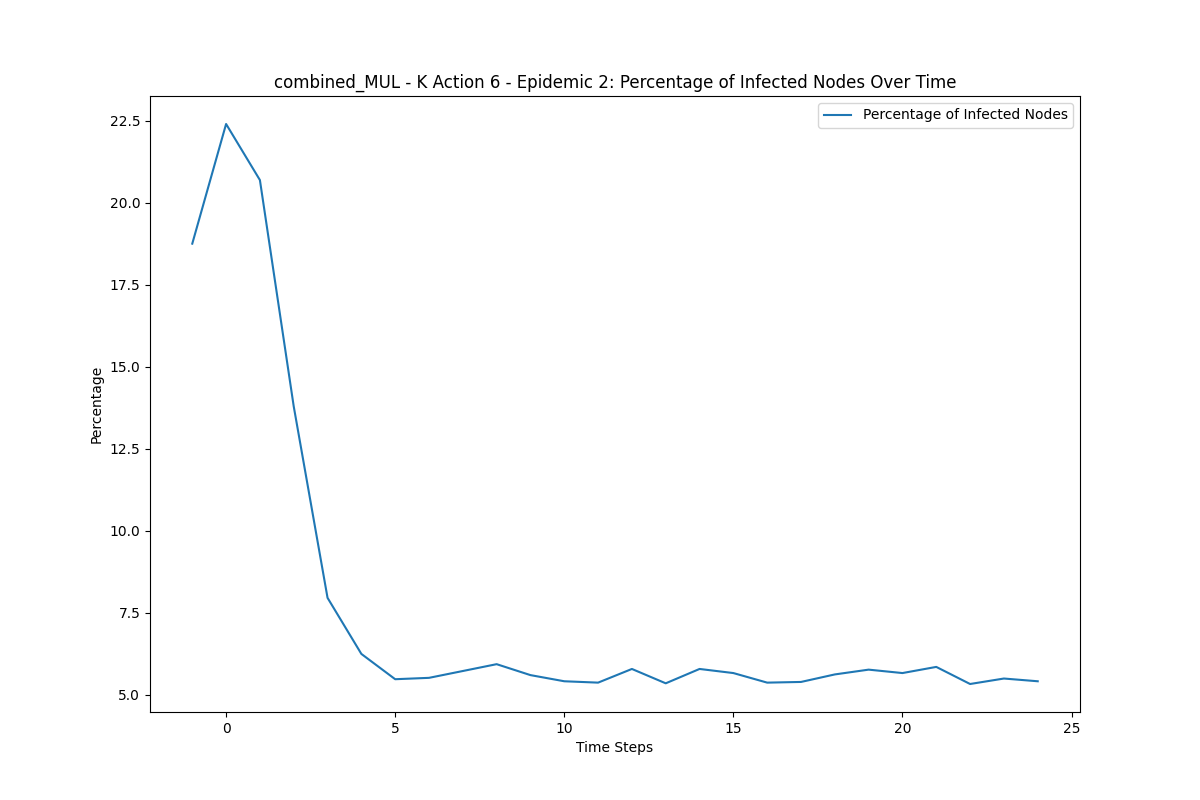 combined_MUL - K Action 6 - Epidemic 2: Percentage of Infected Nodes Over Time
Percentage of Infected Nodes
22.5
20.0
17.5
15.0
12.5
10.0
7.5
5.0
Percentage
0 5 10 15 20 25
Time Steps